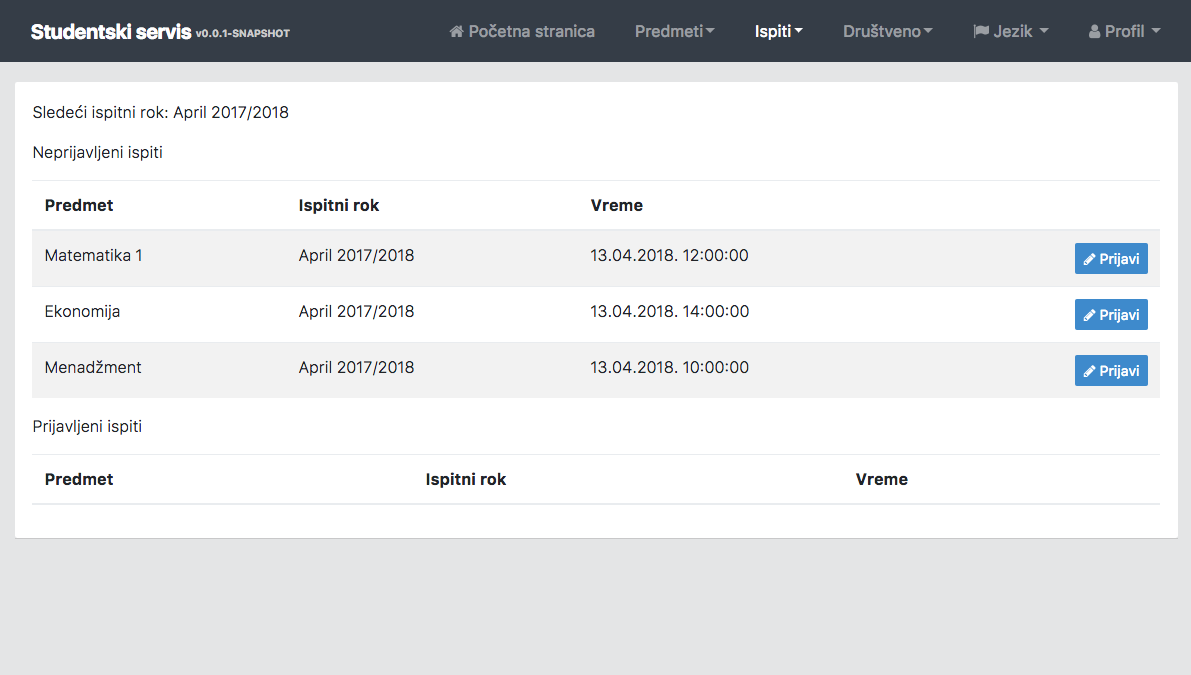 Studentski servis v0.0.1-SNAPSHOT Početna stranica Predmeti Ispiti Društveno Jezik Profil
Sledeći ispitni rok: April 2017/2018
Neprijavljeni ispiti
Predmet Ispitni rok Vreme
Matematika 1 April 2017/2018 13.04.2018. 12:00:00 Prijavi
Ekonomija April 2017/2018 13.04.2018. 14:00:00 Prijavi
Menadžment April 2017/2018 13.04.2018. 10:00:00 Prijavi
Prijavljeni ispiti
Predmet Ispitni rok Vreme